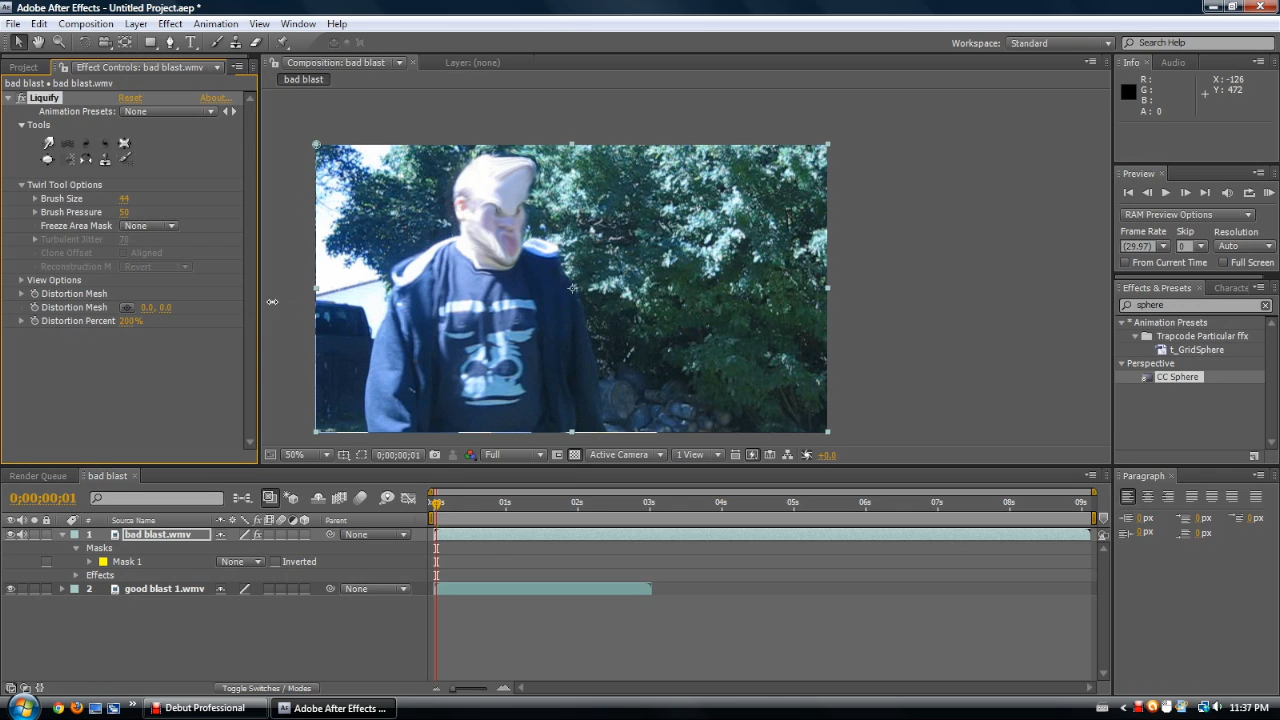 Adobe After Effects - Untitled Project.aep *
File Edit Composition Layer Effect Animation View Window Help
Workspace: Standard Search Help
Project Effect Controls: bad blast.wmv
bad blast • bad blast.wmv
fx Liquify Reset About...
Animation Presets: None
Tools
Twirl Tool Options
Brush Size 44
Brush Pressure 50
Freeze Area Mask None
Turbulent Jitter 70
Clone Offset Aligned
Reconstruction M Revert
View Options
Distortion Mesh
Distortion Mesh 0.0, 0.0
Distortion Percent 200%
Composition: bad blast Layer: (none)
bad blast
50% 0;00;00;01 Full Active Camera 1 View +0.0
Info Audio
R: X: -126
G: Y: 472
B:
A: 0
Preview
RAM Preview Options
Frame Rate Skip Resolution
(29.97) 0 Auto
From Current Time Full Screen
Effects & Presets Characte
sphere
* Animation Presets
Trapcode Particular ffx
t_GridSphere
Perspective
CC Sphere
Render Queue bad blast
0;00;00;01
01s 02s 03s 04s 05s 06s 07s 08s 09s
# Source Name Parent
1 bad blast.wmv None
Masks
Mask 1 None Inverted
Effects
2 good blast 1.wmv None
Toggle Switches / Modes
Paragraph
0 px 0 px 0 px
0 px 0 px
Debut Professional Adobe After Effects ... 11:37 PM